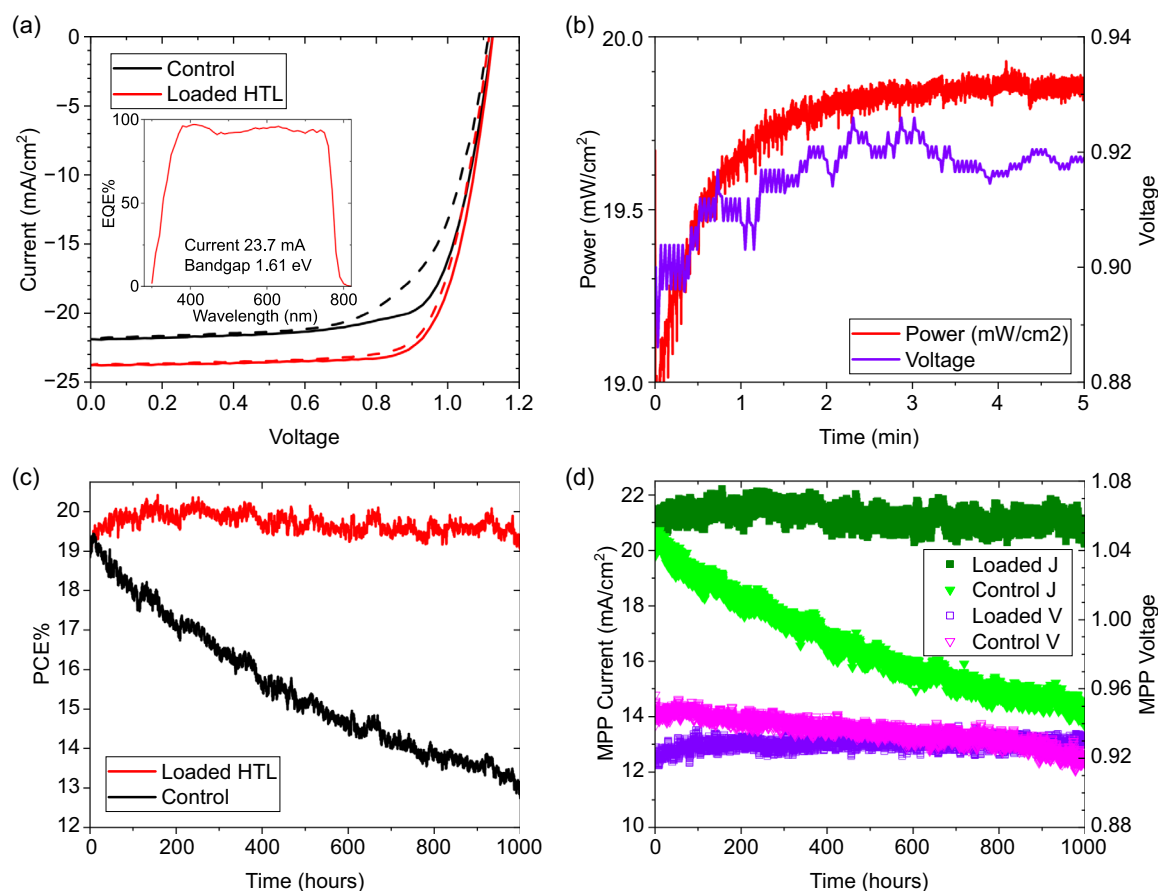 (a)
0
−5
−10
−15
−20
−25
Current (mA/cm²)
Control
Loaded HTL
100
50
0
EQE%
Current 23.7 mA
Bandgap 1.61 eV
400 600 800
Wavelength (nm)
0.0 0.2 0.4 0.6 0.8 1.0 1.2
Voltage
(b)
20.0
19.5
19.0
Power (mW/cm²)
0.94
0.92
0.90
0.88
Voltage
Power (mW/cm2)
Voltage
0 1 2 3 4 5
Time (min)
(c)
20
19
18
17
16
15
14
13
12
PCE%
Loaded HTL
Control
0 200 400 600 800 1000
Time (hours)
(d)
22
20
18
16
14
12
10
MPP Current (mA/cm²)
1.08
1.04
1.00
0.96
0.92
0.88
MPP Voltage
Loaded J
Control J
Loaded V
Control V
0 200 400 600 800 1000
Time (hours)